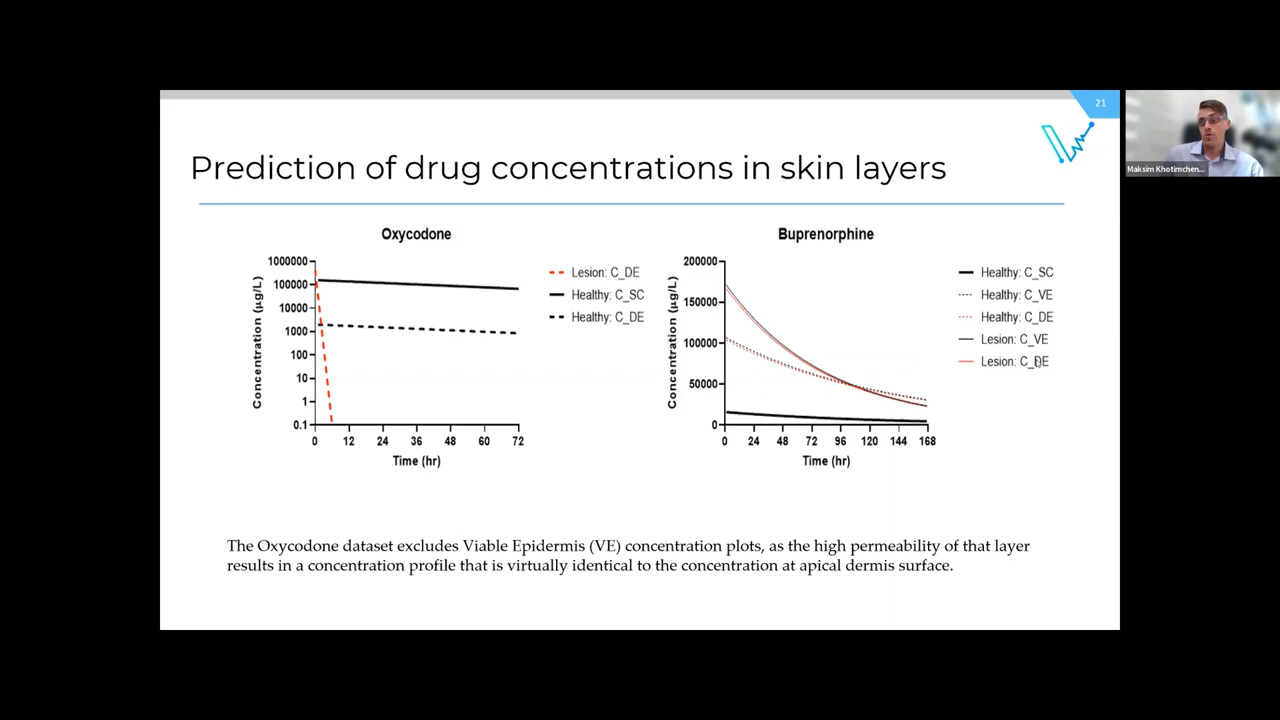 21
Maksim Khotimchen...
Prediction of drug concentrations in skin layers
Oxycodone
Concentration (µg/L)
1000000
100000
10000
1000
100
10
1
0.1
0 12 24 36 48 60 72
Time (hr)
Lesion: C_DE
Healthy: C_SC
Healthy: C_DE
Buprenorphine
Concentration (µg/L)
200000
150000
100000
50000
0
0 24 48 72 96 120 144 168
Time (hr)
Healthy: C_SC
Healthy: C_VE
Healthy: C_DE
Lesion: C_VE
Lesion: C_DE
The Oxycodone dataset excludes Viable Epidermis (VE) concentration plots, as the high permeability of that layer
results in a concentration profile that is virtually identical to the concentration at apical dermis surface.